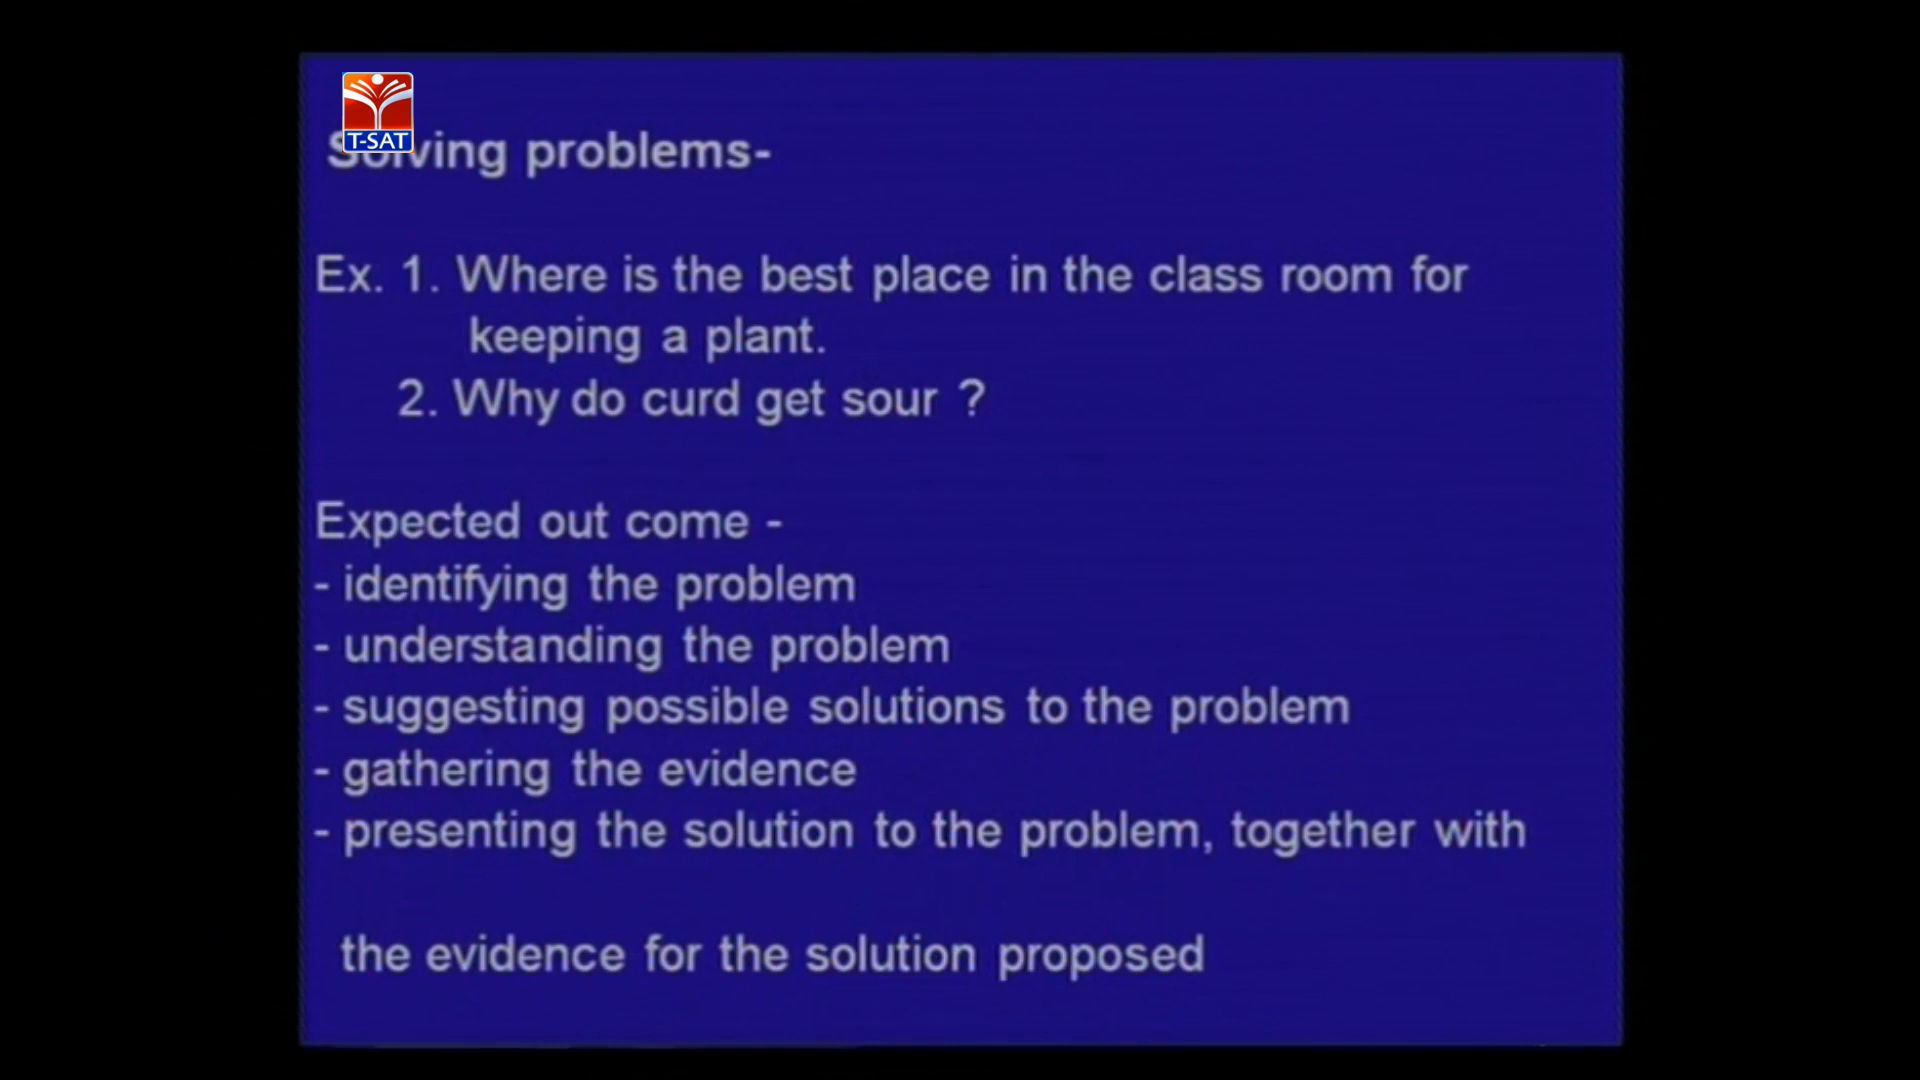 T-SAT
Solving problems-
Ex. 1. Where is the best place in the class room for
keeping a plant.
2. Why do curd get sour ?
Expected out come -
- identifying the problem
- understanding the problem
- suggesting possible solutions to the problem
- gathering the evidence
- presenting the solution to the problem, together with
the evidence for the solution proposed